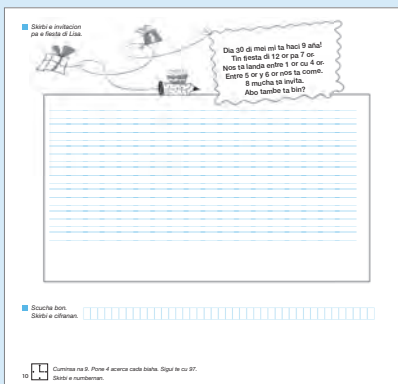 Skirbi e invitacion
pa e fiesta di Lisa.
Dia 30 di mei mi ta haci 9 aña!
Tin fiesta di 12 or pa 7 or.
Nos ta landa entre 1 or cu 4 or.
Entre 5 or y 6 or nos ta come.
8 mucha ta invita.
Abo tambe ta bin?
Scucha bon.
Skirbi e cifranan.
10
Cuminsa na 9. Pone 4 acerca cada biaha. Sigui te cu 97.
Skirbi e numbernan.